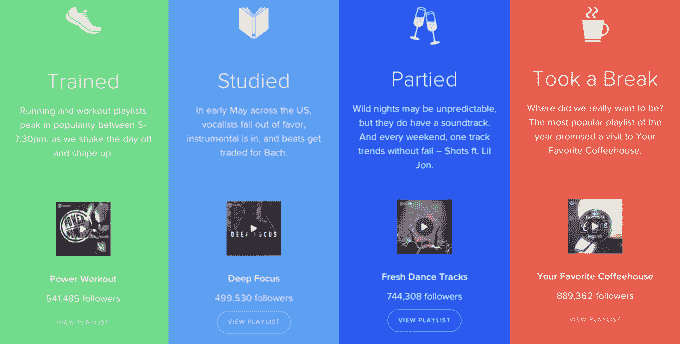 Trained
Running and workout playlists
peak in popularity between 5-
7:30pm, as we shake the day off
and shape up.
Power Workout
541,485 followers
VIEW PLAYLIST
Studied
In early May across the US,
vocalists fall out of favor,
instrumental is in, and beats get
traded for Bach.
DEEP FOCUS
Deep Focus
499,530 followers
VIEW PLAYLIST
Partied
Wild nights may be unpredictable,
but they do have a soundtrack.
And every weekend, one track
trends without fail – Shots ft. Lil
Jon.
Fresh Dance Tracks
744,308 followers
VIEW PLAYLIST
Took a Break
Where did we really want to be?
The most popular playlist of the
year promised a visit to Your
Favorite Coffeehouse.
Your Favorite Coffeehouse
889,362 followers
VIEW PLAYLIST